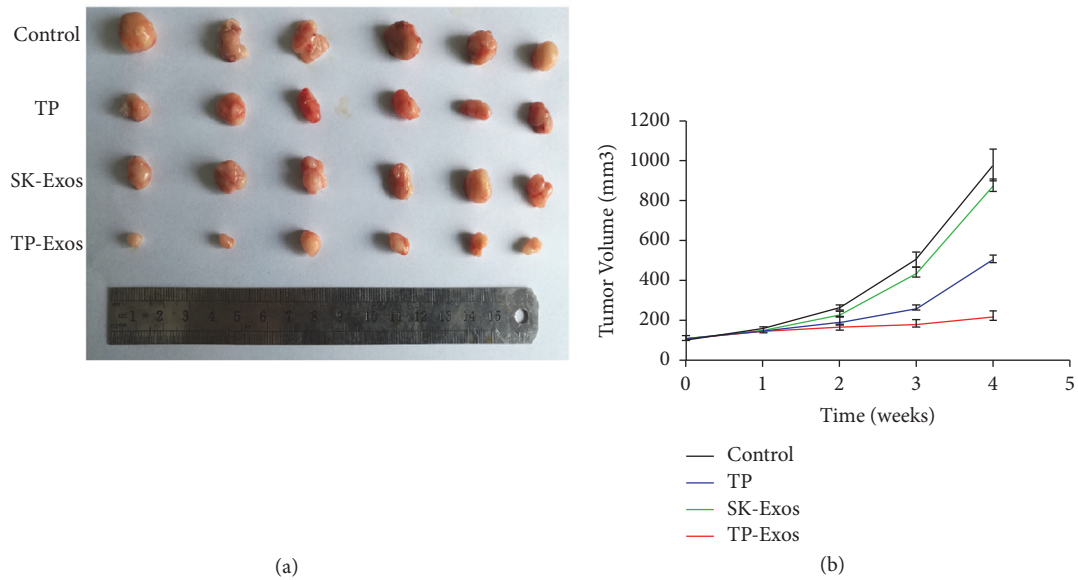 Control
TP
SK-Exos
TP-Exos
1 2 3 4 5 6 7 8 9 10 11 12 13 14 15
(a)
Tumor Volume (mm3)
1200
1000
800
600
400
200
0
0 1 2 3 4 5
Time (weeks)
Control
TP
SK-Exos
TP-Exos
(b)